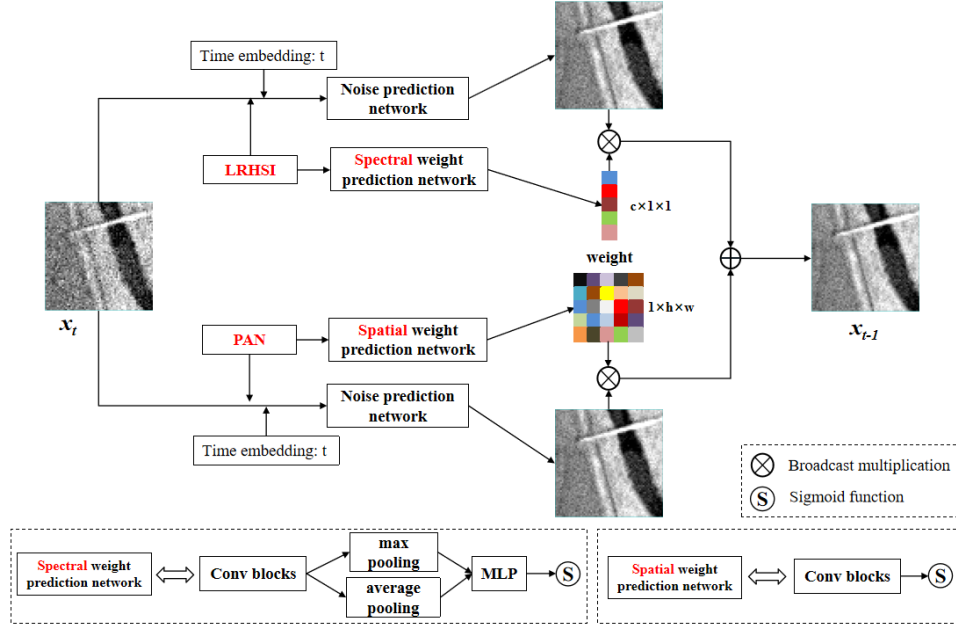 Time embedding: t
Noise prediction
network
LRHSI
Spectral weight
prediction network
c×1×1
weight
1×h×w
x_t
PAN
Spatial weight
prediction network
x_{t-1}
Noise prediction
network
Time embedding: t
Broadcast multiplication
S Sigmoid function
Spectral weight
prediction network
Conv blocks
max
pooling
average
pooling
MLP
S
Spatial weight
prediction network
Conv blocks
S